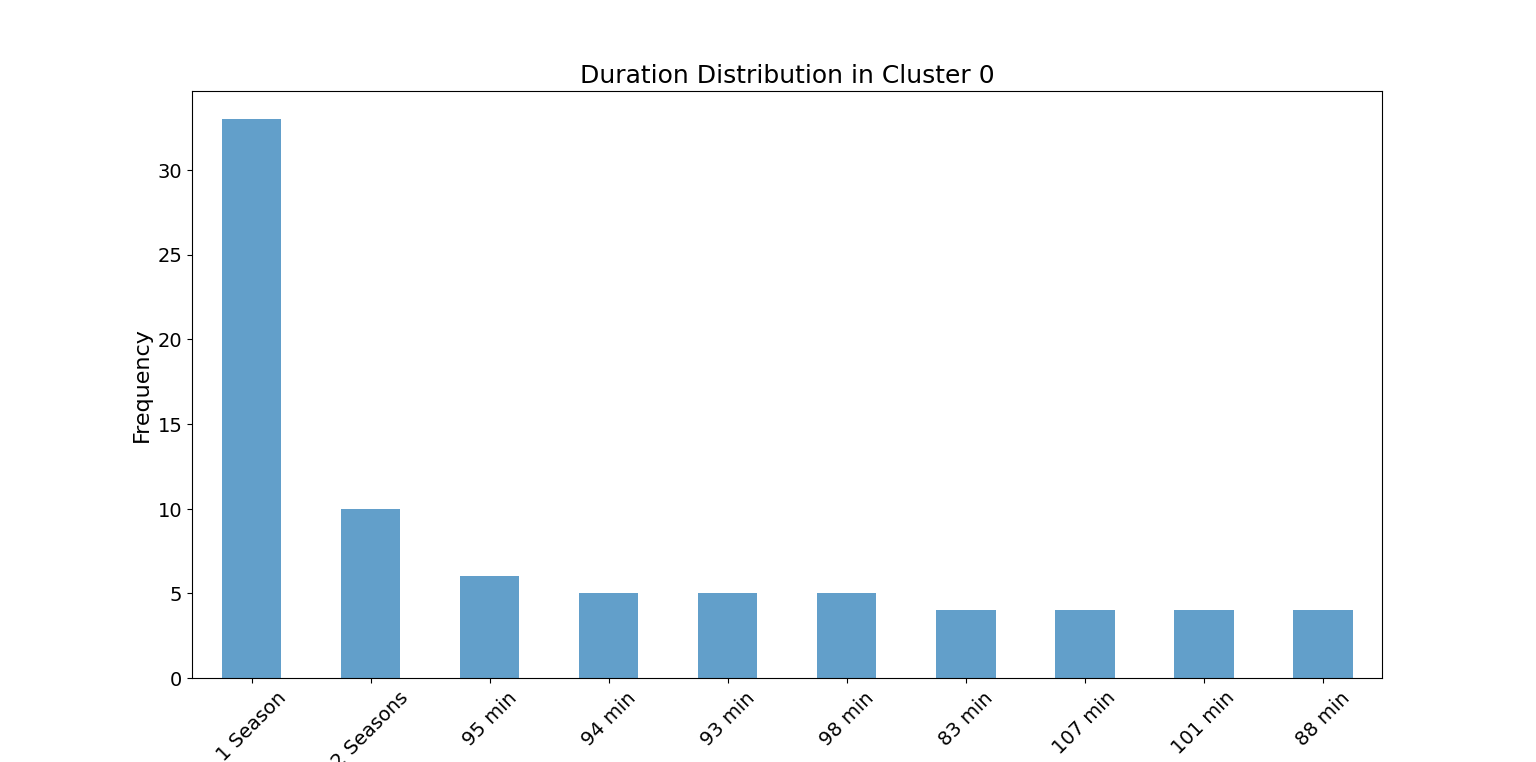 Duration Distribution in Cluster 0
Frequency
30
25
20
15
10
5
0
1 Season
2 Seasons
95 min
94 min
93 min
98 min
83 min
107 min
101 min
88 min